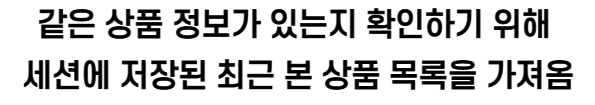 같은 상품 정보가 있는지 확인하기 위해
세션에 저장된 최근 본 상품 목록을 가져옴